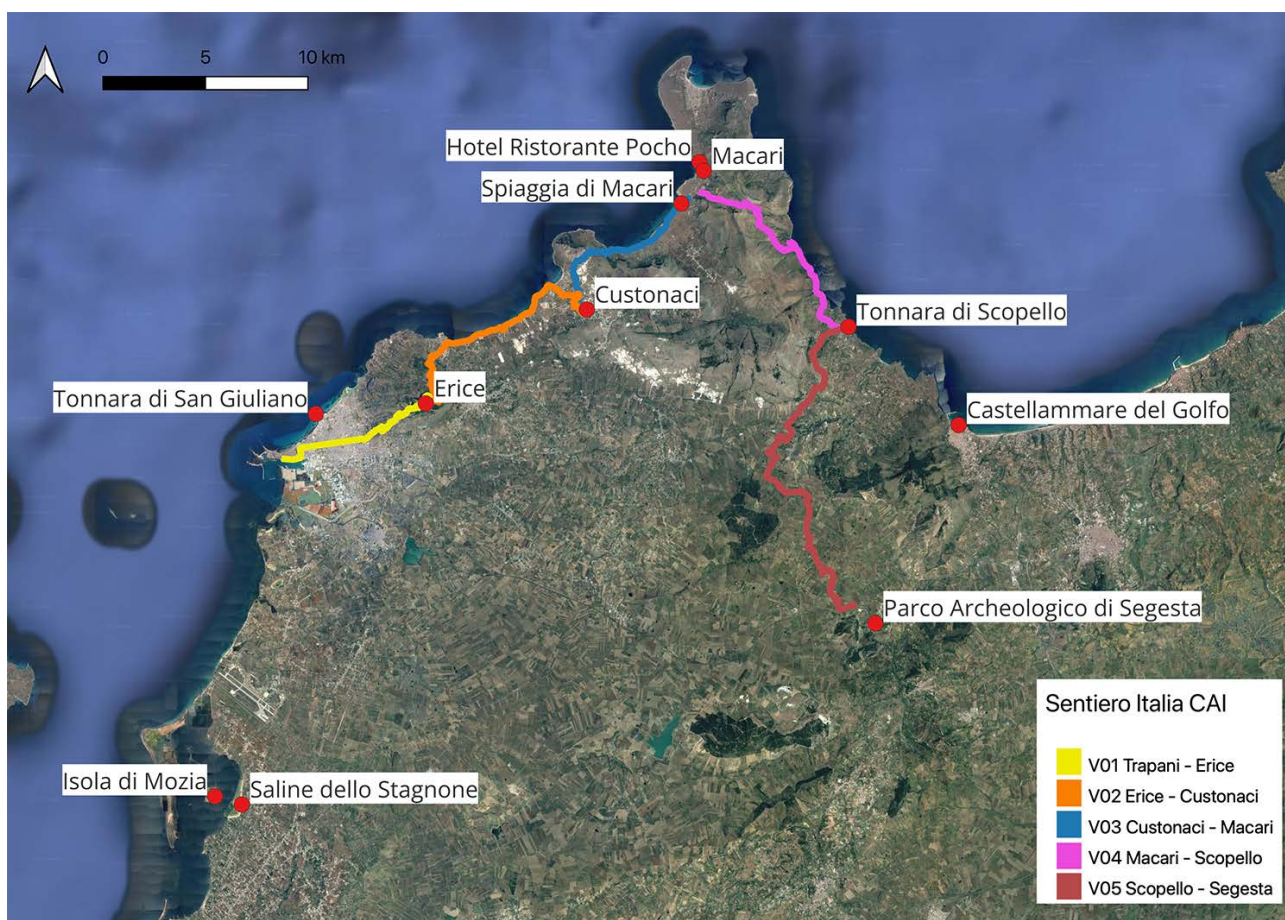 0 5 10 km
Hotel Ristorante Pocho
Macari
Spiaggia di Macari
Custonaci
Tonnara di Scopello
Erice
Tonnara di San Giuliano
Castellammare del Golfo
Parco Archeologico di Segesta
Isola di Mozia
Saline dello Stagnone
Sentiero Italia CAI
V01 Trapani - Erice
V02 Erice - Custonaci
V03 Custonaci - Macari
V04 Macari - Scopello
V05 Scopello - Segesta